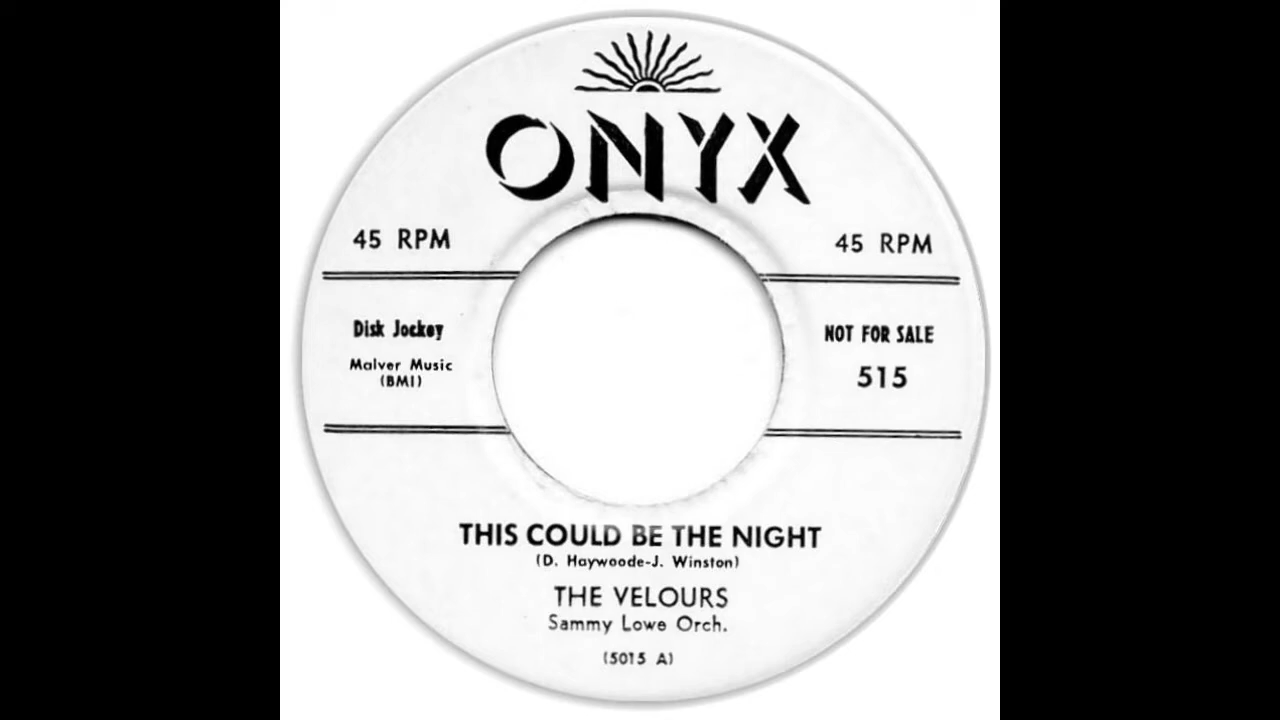 ONYX
45 RPM
45 RPM
Disk Jockey
NOT FOR SALE
Malver Music
(BMI)
515
THIS COULD BE THE NIGHT
(D. Haywoode-J. Winston)
THE VELOURS
Sammy Lowe Orch.
(5015 A)